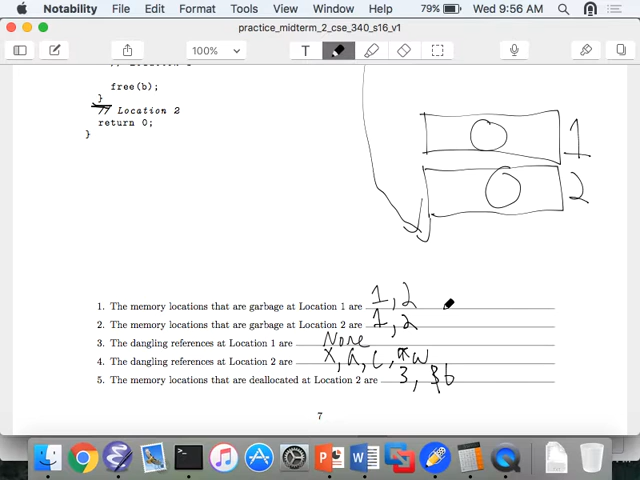 Notability File Edit Tools View Window Help 79% Wed 9:56 AM
practice_midterm_2_cse_340_s16_v1
100%
T
free(b);
}
// Location 2
return 0;
}
1
2
1. The memory locations that are garbage at Location 1 are 1, 2
2. The memory locations that are garbage at Location 2 are 1, 2
3. The dangling references at Location 1 are None
4. The dangling references at Location 2 are x, a, c, *w
5. The memory locations that are deallocated at Location 2 are 3,
7